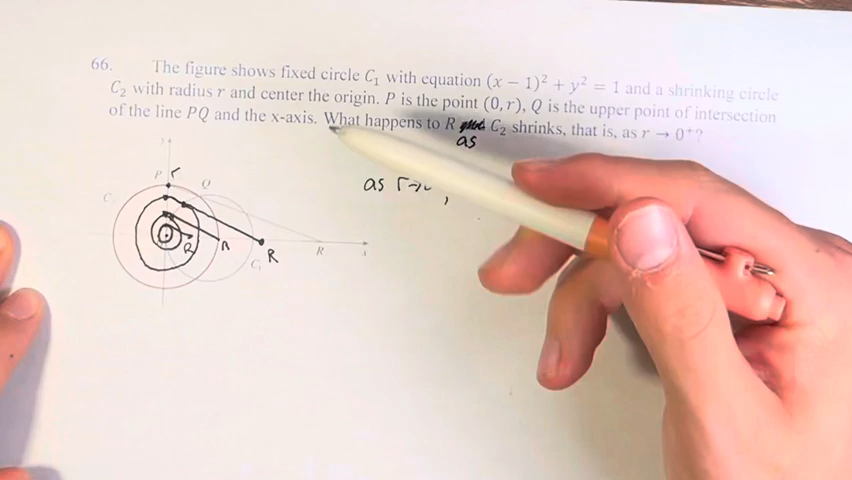 66. The figure shows fixed circle C₁ with equation (x − 1)² + y² = 1 and a shrinking circle
C₂ with radius r and center the origin. P is the point (0, r), Q is the upper point of intersection
of the line PQ and the x-axis. What happens to R C₂ shrinks, that is, as r → 0⁺?
as
as r→
P r Q
C
R R
C₁ R R x